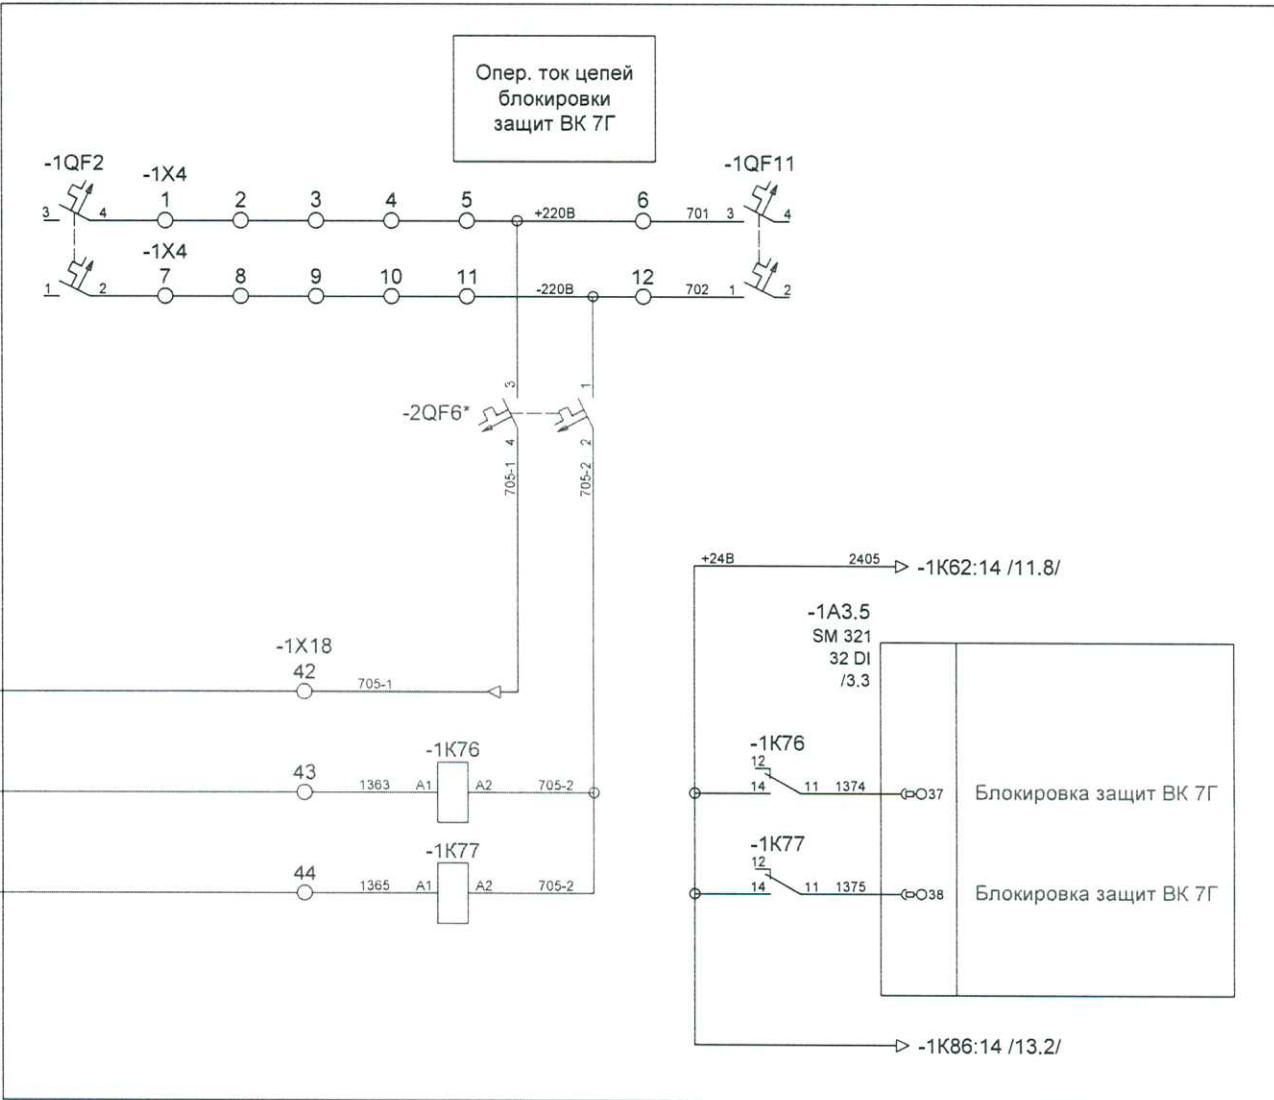 Опер. ток цепей
блокировки
защит ВК 7Г
-1QF2
-1X4
-1QF11
1 2 3 4 5 6
3 4 +220В 701 3 4
-1X4
7 8 9 10 11 12
1 2 -220В 702 1 2
3 1
-2QF6*
4 2
705-1 705-2
+24В 2405 -1K62:14 /11.8/
-1A3.5
SM 321
32 DI
/3.3
-1X18
42
705-1
-1K76
43 1363 A1 A2 705-2
-1K76
12
14 11 1374 37 Блокировка защит ВК 7Г
-1K77
44 1365 A1 A2 705-2
-1K77
12
14 11 1375 38 Блокировка защит ВК 7Г
-1K86:14 /13.2/